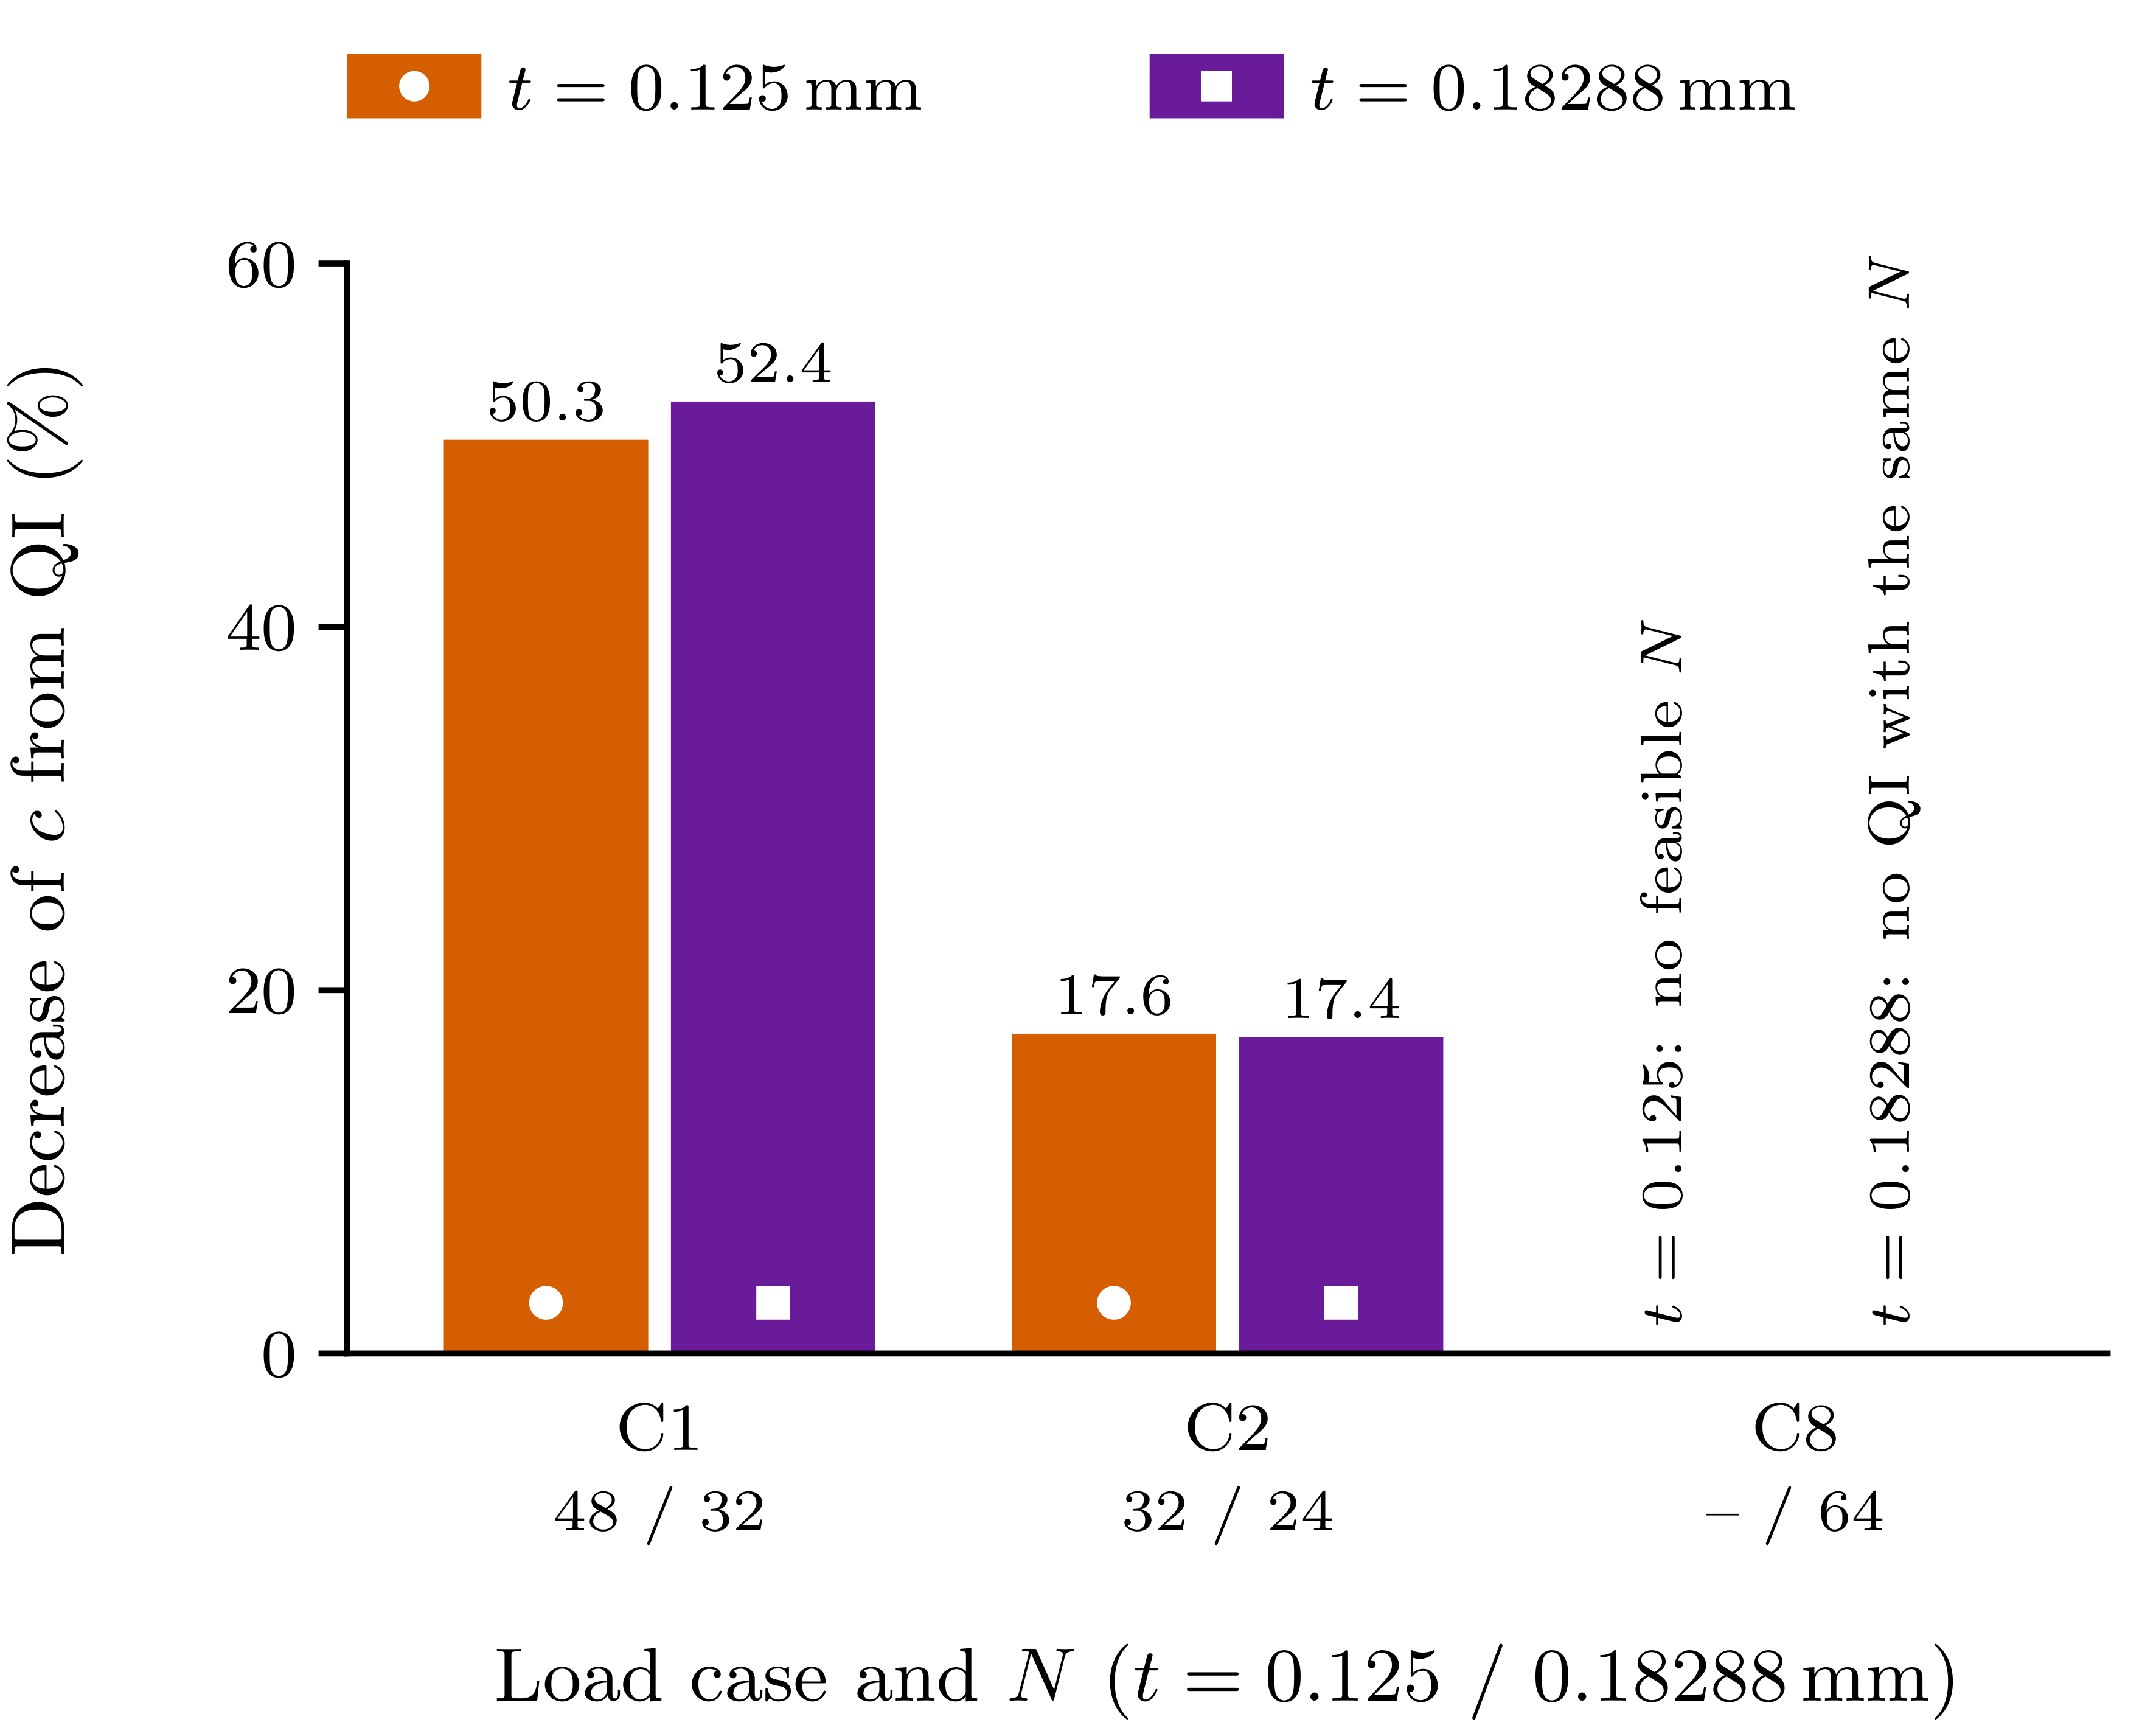 t = 0.125 mm
t = 0.18288 mm
Decrease of c from QI (%)
60
40
20
0
50.3
52.4
17.6
17.4
t = 0.125: no feasible N
t = 0.18288: no QI with the same N
C1
48 / 32
C2
32 / 24
C8
– / 64
Load case and N (t = 0.125 / 0.18288 mm)